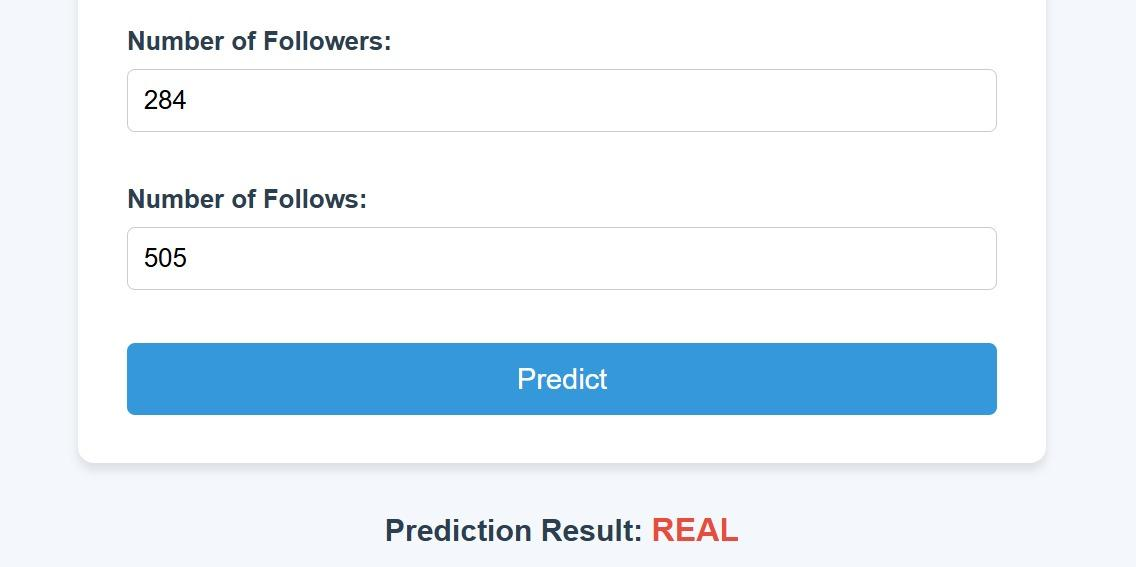 Number of Followers:
284
Number of Follows:
505
Predict
Prediction Result: REAL